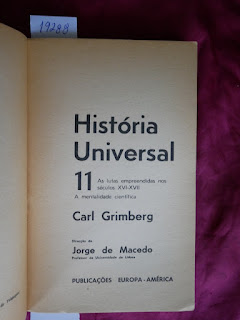 19288
História
Universal
11
As lutas empreendidas nos
séculos XVI-XVII
A mentalidade científica
Carl Grimberg
Direcção de
Jorge de Macedo
Professor da Universidade de Lisboa
PUBLICAÇÕES EUROPA-AMÉRICA